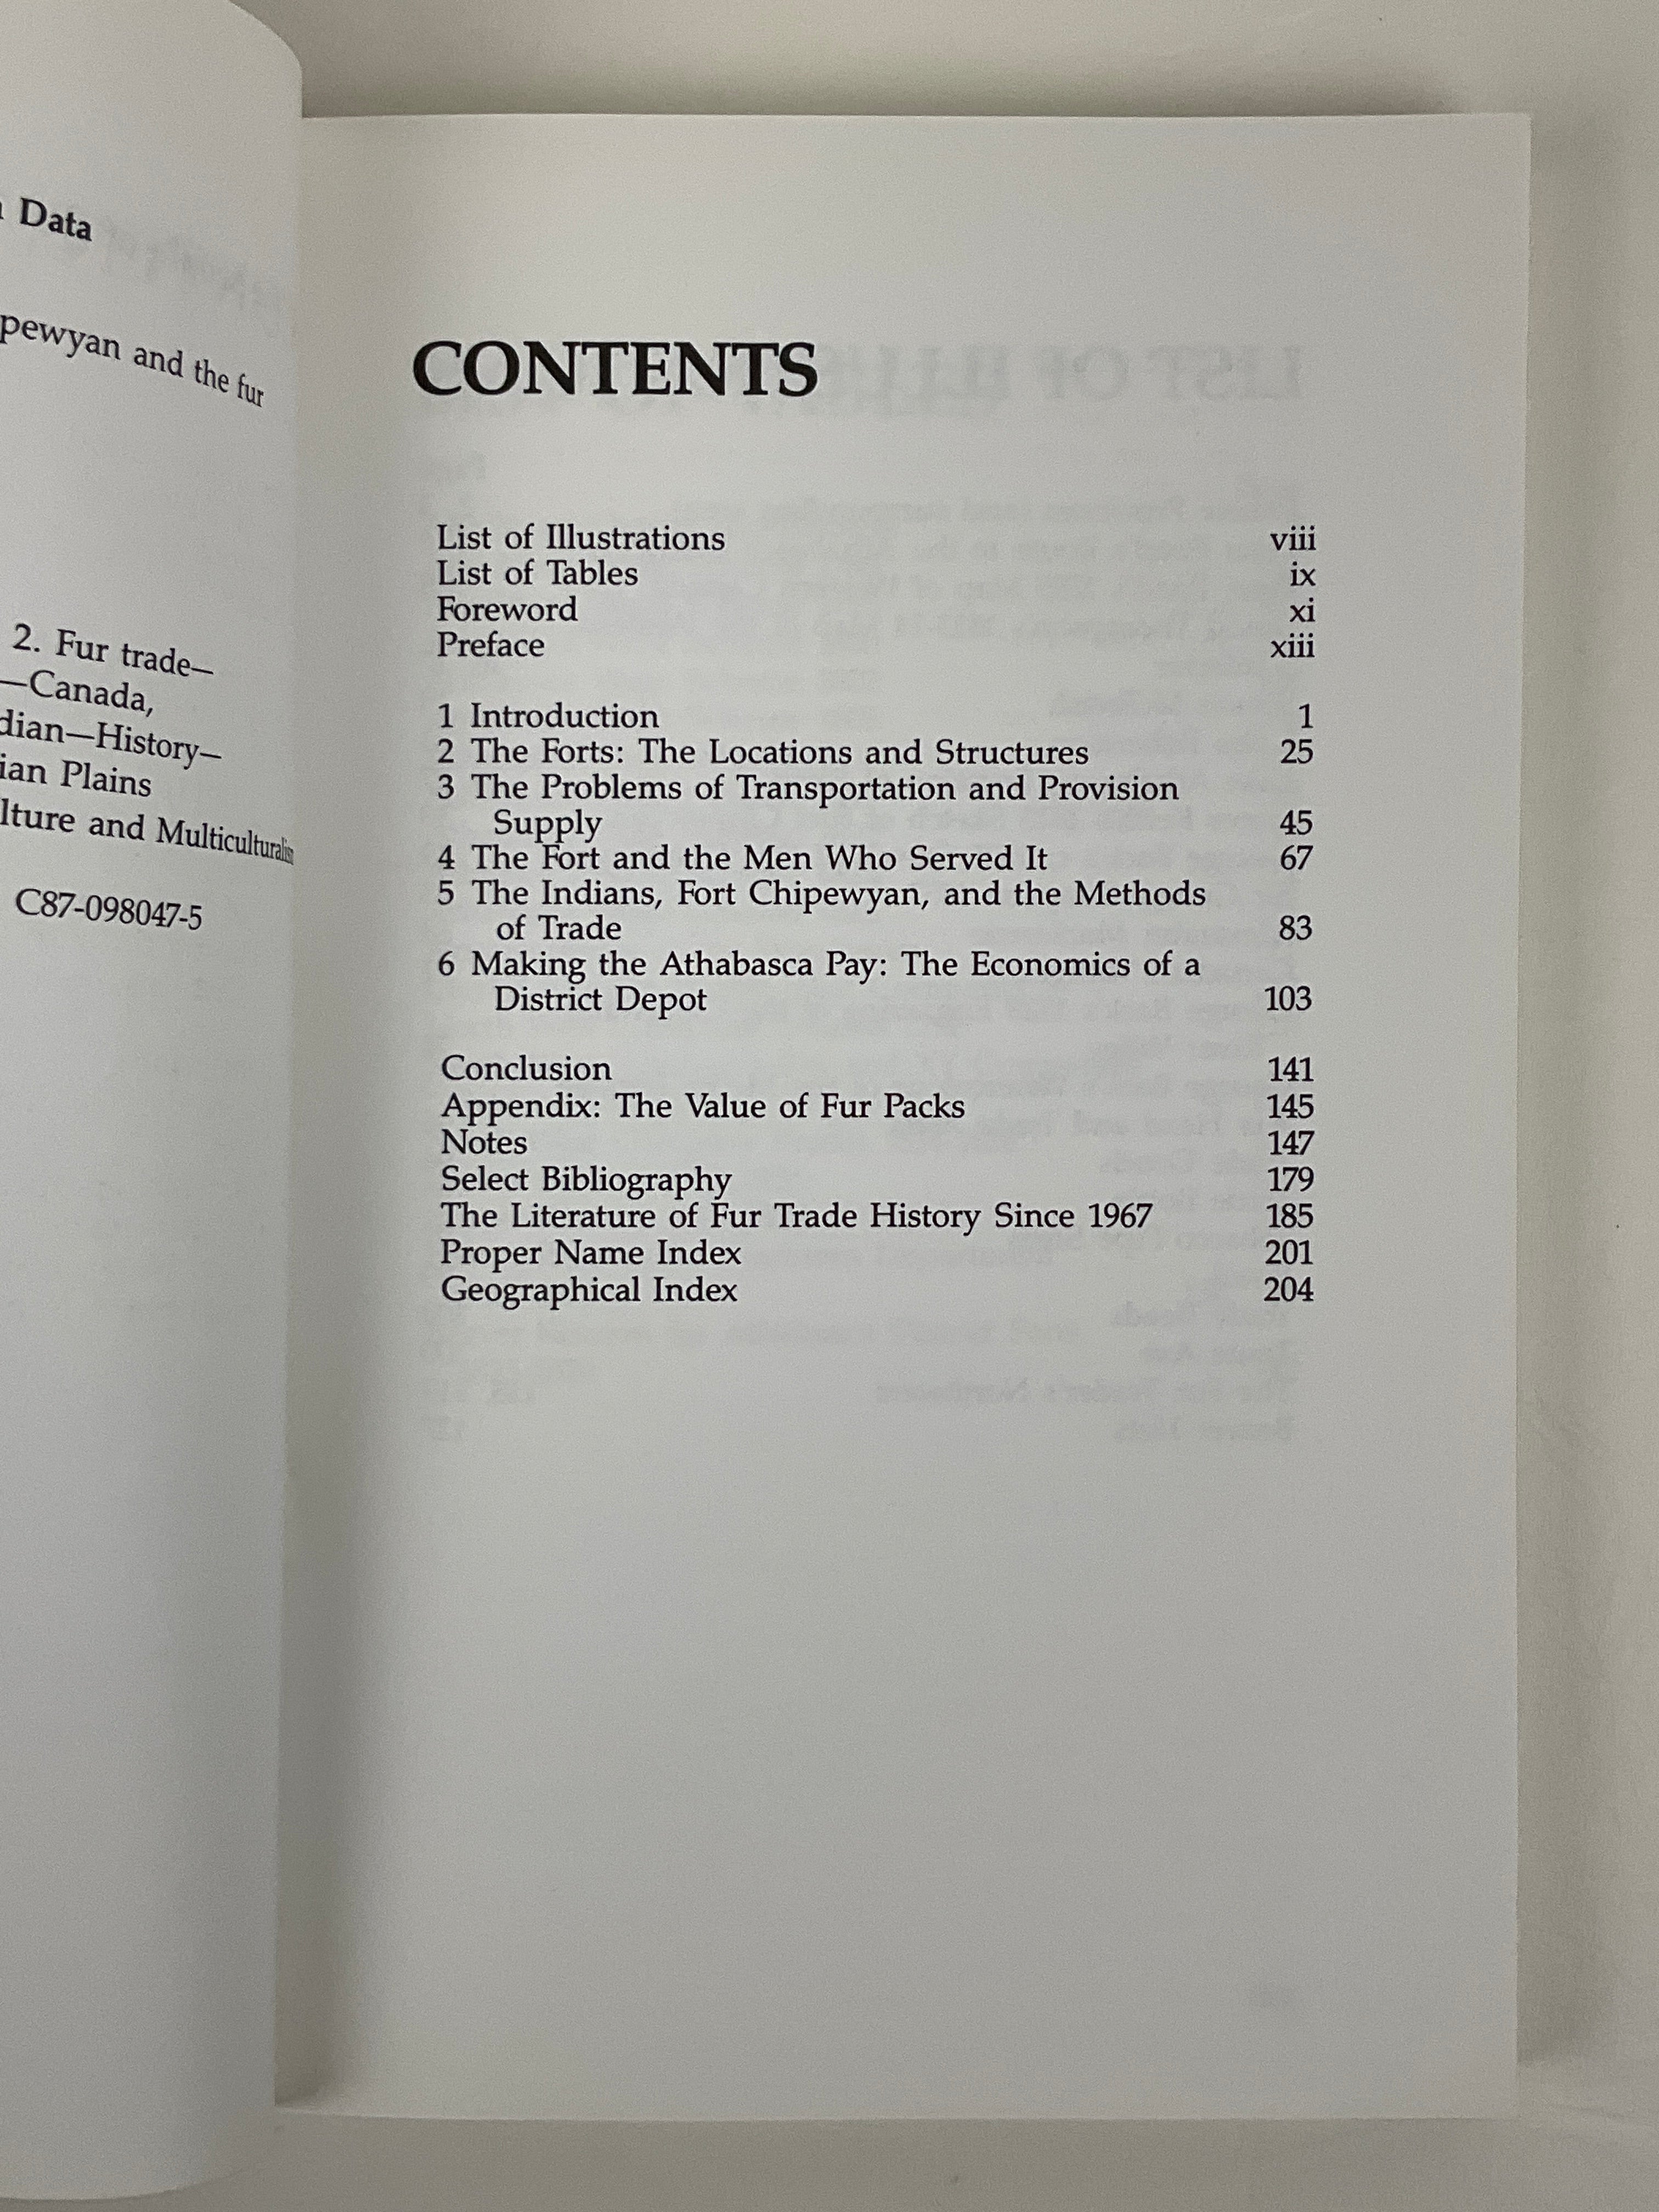 Data
pewyan and the fur
2. Fur trade—
—Canada,
dian—History—
ian Plains
lture and Multiculturalism
C87-098047-5
CONTENTS
List of Illustrations viii
List of Tables ix
Foreword xi
Preface xiii
1 Introduction 1
2 The Forts: The Locations and Structures 25
3 The Problems of Transportation and Provision
Supply 45
4 The Fort and the Men Who Served It 67
5 The Indians, Fort Chipewyan, and the Methods
of Trade 83
6 Making the Athabasca Pay: The Economics of a
District Depot 103
Conclusion 141
Appendix: The Value of Fur Packs 145
Notes 147
Select Bibliography 179
The Literature of Fur Trade History Since 1967 185
Proper Name Index 201
Geographical Index 204